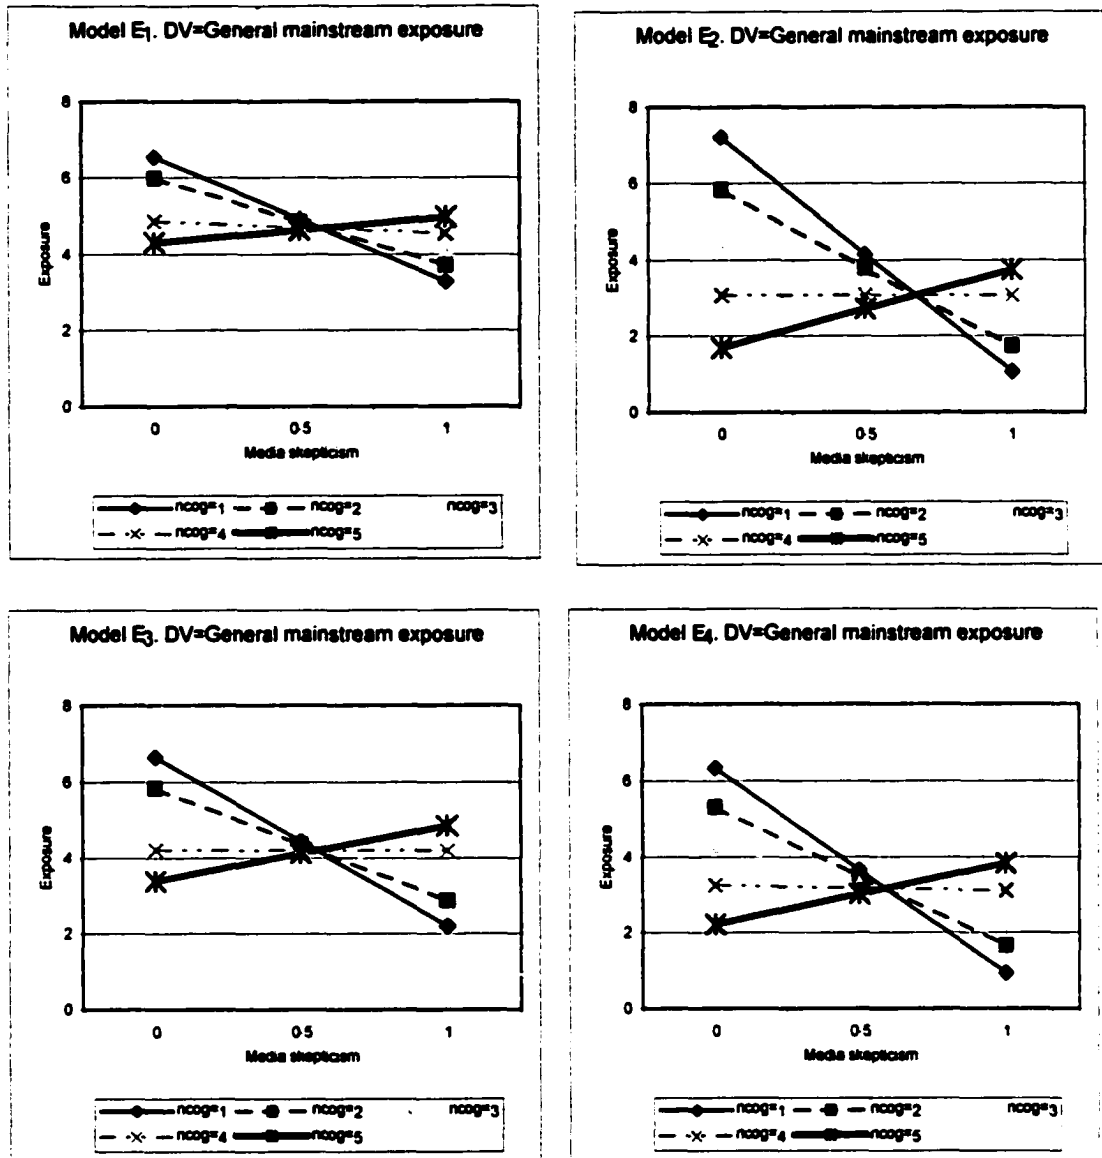 Model E1. DV=General mainstream exposure
8
6
4
2
0
Exposure
0 0.5 1
Media skepticism
ncog=1 ncog=2 ncog=3
ncog=4 ncog=5
Model E2. DV=General mainstream exposure
8
6
4
2
0
Exposure
0 0.5 1
Media skepticism
ncog=1 ncog=2 ncog=3
ncog=4 ncog=5
Model E3. DV=General mainstream exposure
8
6
4
2
0
Exposure
0 0.5 1
Media skepticism
ncog=1 ncog=2 ncog=3
ncog=4 ncog=5
Model E4. DV=General mainstream exposure
8
6
4
2
0
Exposure
0 0.5 1
Media skepticism
ncog=1 ncog=2 ncog=3
ncog=4 ncog=5